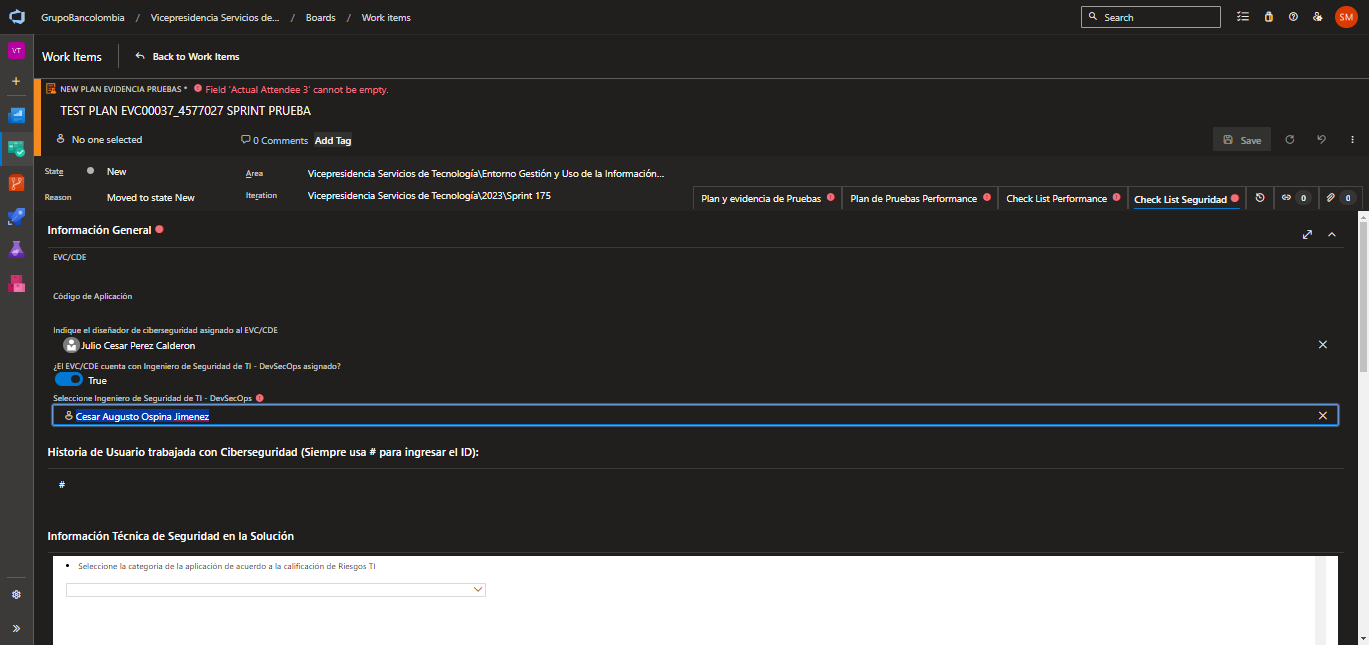 GrupoBancolombia / Vicepresidencia Servicios de... / Boards / Work items
Search
SM
VT
Work Items
Back to Work Items
NEW PLAN EVIDENCIA PRUEBAS * Field 'Actual Attendee 3' cannot be empty.
TEST PLAN EVC00037_4577027 SPRINT PRUEBA
No one selected
0 Comments
Add Tag
Save
State
New
Area
Vicepresidencia Servicios de Tecnología\Entorno Gestión y Uso de la Información...
Reason
Moved to state New
Iteration
Vicepresidencia Servicios de Tecnología\2023\Sprint 175
Plan y evidencia de Pruebas
Plan de Pruebas Performance
Check List Performance
Check List Seguridad
0
0
Información General
EVC/CDE
Código de Aplicación
Indique el diseñador de ciberseguridad asignado al EVC/CDE
Julio Cesar Perez Calderon
¿El EVC/CDE cuenta con Ingeniero de Seguridad de TI - DevSecOps asignado?
True
Seleccione Ingeniero de Seguridad de TI - DevSecOps
Cesar Augusto Ospina Jimenez
Historia de Usuario trabajada con Ciberseguridad (Siempre usa # para ingresar el ID):
#
Información Técnica de Seguridad en la Solución
• Seleccione la categoria de la aplicación de acuerdo a la calificación de Riesgos TI